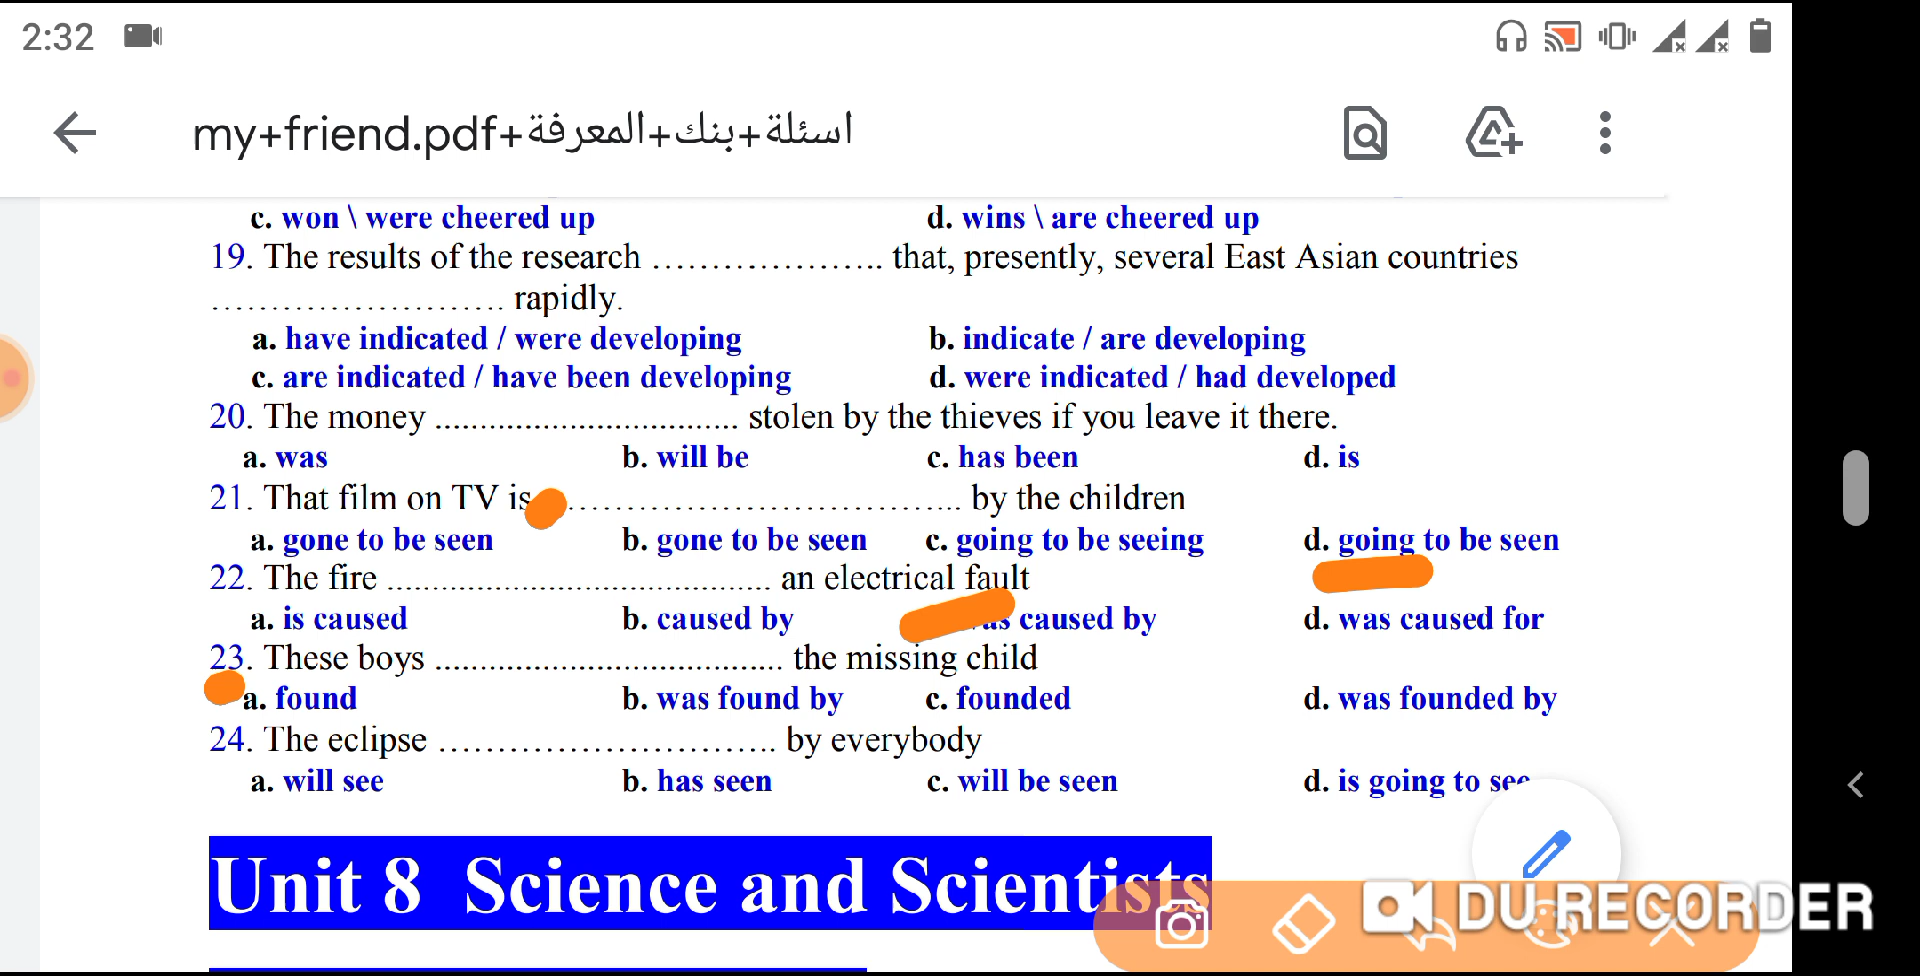 2:32
my+friend.pdf+اسئلة+بنك+المعرفة
c. won \ were cheered up d. wins \ are cheered up
19. The results of the research ………………….. that, presently, several East Asian countries
………………………. rapidly.
a. have indicated / were developing b. indicate / are developing
c. are indicated / have been developing d. were indicated / had developed
20. The money ................................. stolen by the thieves if you leave it there.
a. was b. will be c. has been d. is
21. That film on TV is ……………………………….. by the children
a. gone to be seen b. gone to be seen c. going to be seeing d. going to be seen
22. The fire .......................................... an electrical fault
a. is caused b. caused by caused by d. was caused for
23. These boys ...................................... the missing child
a. found b. was found by c. founded d. was founded by
24. The eclipse …………………………….. by everybody
a. will see b. has seen c. will be seen d. is going to see
Unit 8 Science and Scientists
DU RECORDER